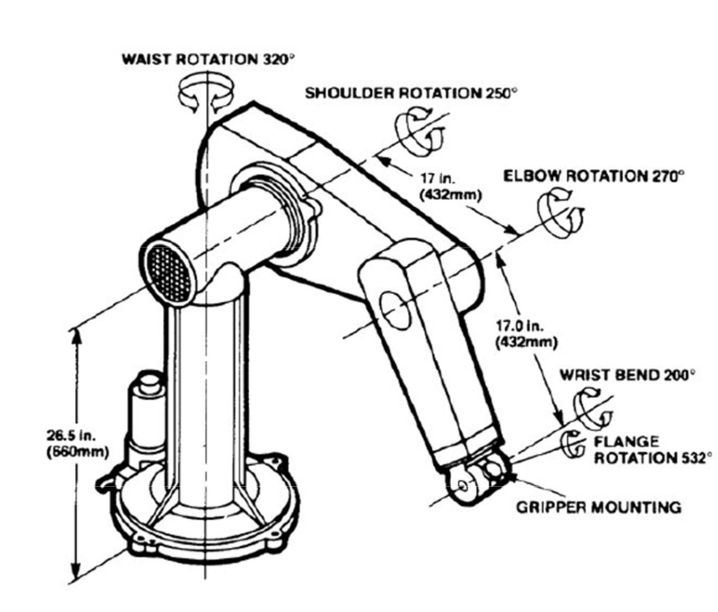 WAIST ROTATION 320°
SHOULDER ROTATION 250°
17 in.
(432mm)
ELBOW ROTATION 270°
17.0 in.
(432mm)
WRIST BEND 200°
FLANGE
ROTATION 532°
26.5 in.
(660mm)
GRIPPER MOUNTING